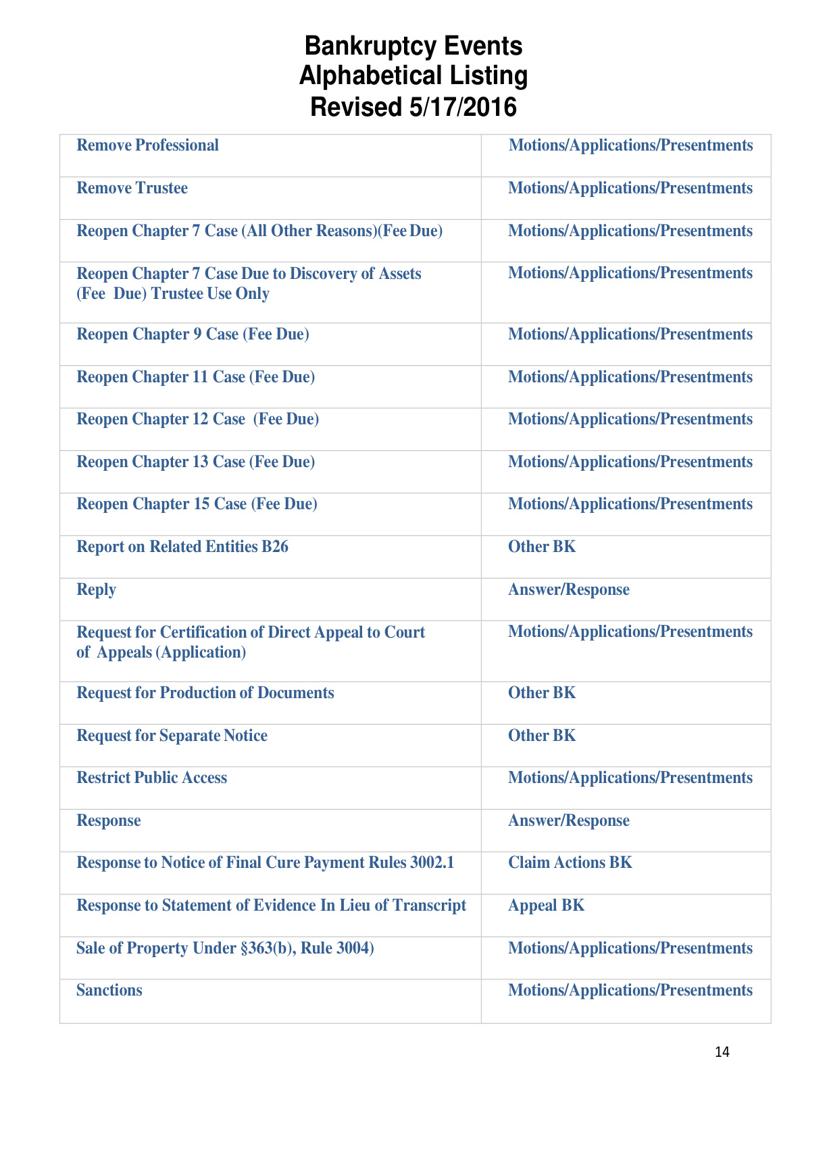 Bankruptcy Events
Alphabetical Listing
Revised 5/17/2016
Remove Professional Motions/Applications/Presentments
Remove Trustee Motions/Applications/Presentments
Reopen Chapter 7 Case (All Other Reasons)(Fee Due) Motions/Applications/Presentments
Reopen Chapter 7 Case Due to Discovery of Assets Motions/Applications/Presentments
(Fee Due) Trustee Use Only
Reopen Chapter 9 Case (Fee Due) Motions/Applications/Presentments
Reopen Chapter 11 Case (Fee Due) Motions/Applications/Presentments
Reopen Chapter 12 Case (Fee Due) Motions/Applications/Presentments
Reopen Chapter 13 Case (Fee Due) Motions/Applications/Presentments
Reopen Chapter 15 Case (Fee Due) Motions/Applications/Presentments
Report on Related Entities B26 Other BK
Reply Answer/Response
Request for Certification of Direct Appeal to Court Motions/Applications/Presentments
of Appeals (Application)
Request for Production of Documents Other BK
Request for Separate Notice Other BK
Restrict Public Access Motions/Applications/Presentments
Response Answer/Response
Response to Notice of Final Cure Payment Rules 3002.1 Claim Actions BK
Response to Statement of Evidence In Lieu of Transcript Appeal BK
Sale of Property Under §363(b), Rule 3004) Motions/Applications/Presentments
Sanctions Motions/Applications/Presentments
14